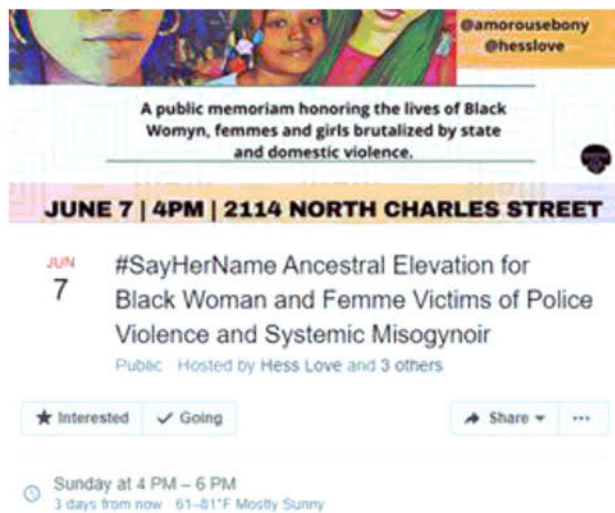 @amorousebony
@hesslove
A public memoriam honoring the lives of Black
Womyn, femmes and girls brutalized by state
and domestic violence.
JUNE 7 | 4PM | 2114 NORTH CHARLES STREET
JUN
7
#SayHerName Ancestral Elevation for
Black Woman and Femme Victims of Police
Violence and Systemic Misogynoir
Public · Hosted by Hess Love and 3 others
Interested
Going
Share
Sunday at 4 PM – 6 PM
3 days from now · 61–81°F Mostly Sunny